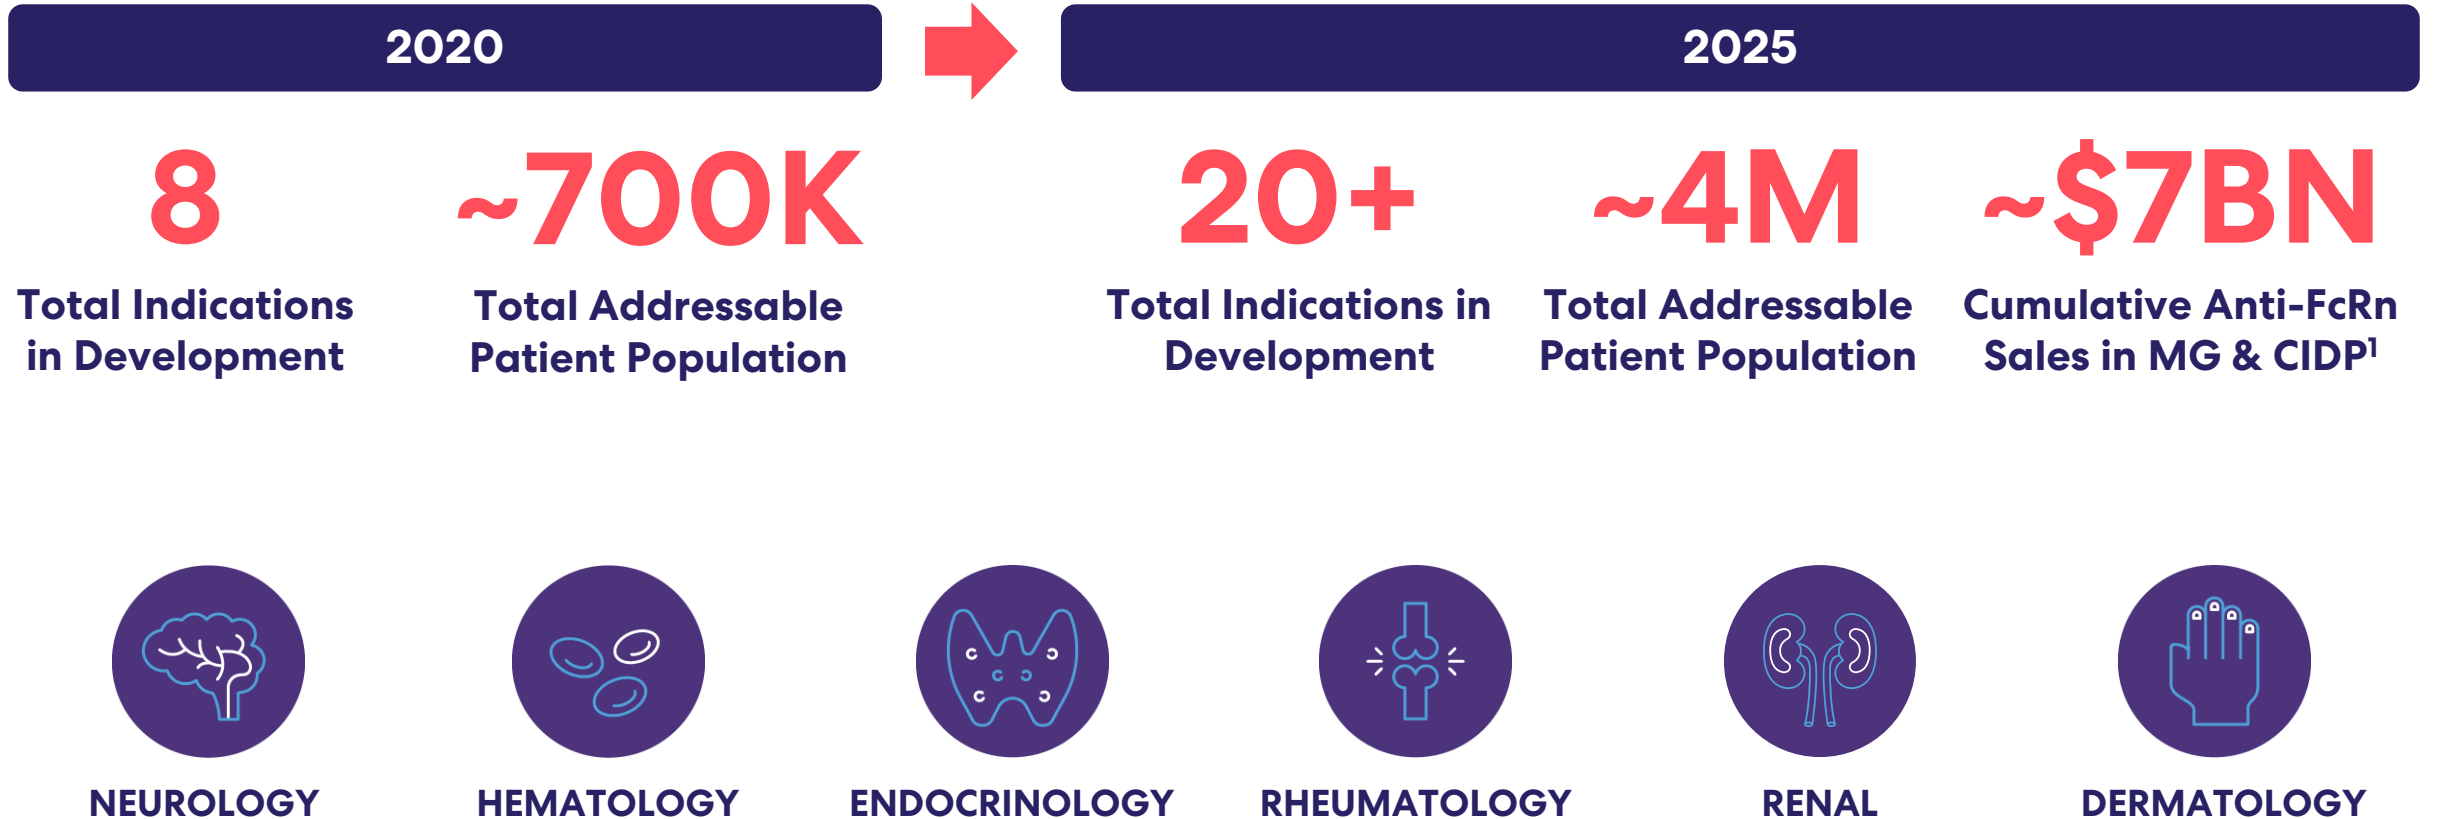 2020
8
Total Indications
in Development
~700K
Total Addressable
Patient Population
2025
20+
Total Indications in
Development
~4M
Total Addressable
Patient Population
~$7BN
Cumulative Anti-FcRn
Sales in MG & CIDP¹
NEUROLOGY
HEMATOLOGY
ENDOCRINOLOGY
RHEUMATOLOGY
RENAL
DERMATOLOGY